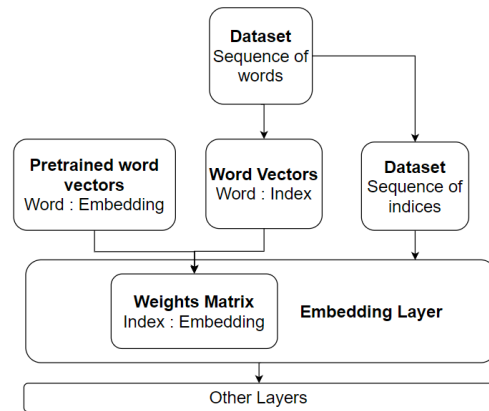 Dataset
Sequence of
words
Pretrained word
vectors
Word : Embedding
Word Vectors
Word : Index
Dataset
Sequence of
indices
Weights Matrix
Index : Embedding
Embedding Layer
Other Layers